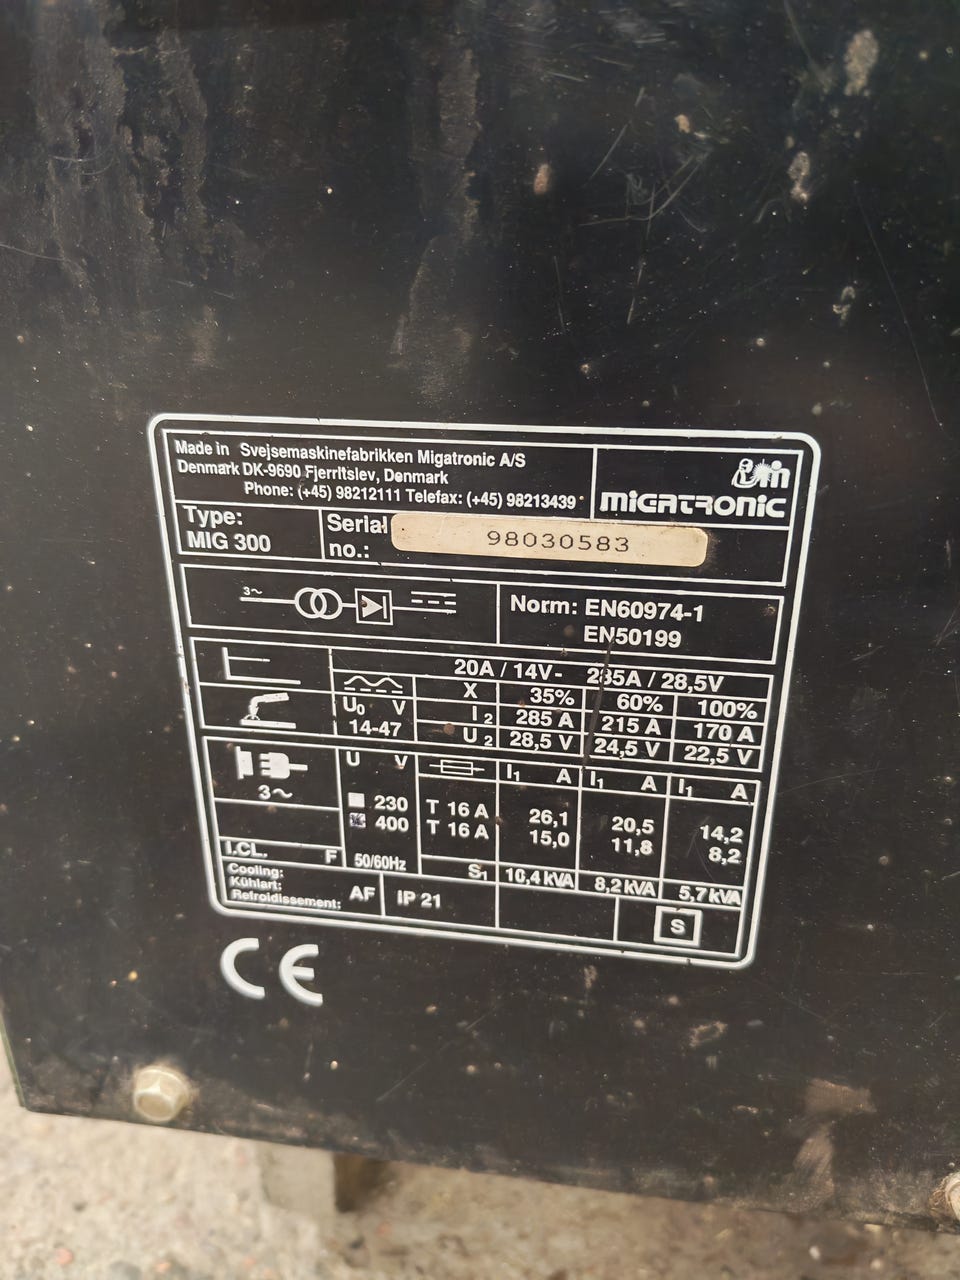 Made in Svejsemaskinefabrikken Migatronic A/S
Denmark DK-9690 Fjerritslev, Denmark
Phone: (+45) 98212111 Telefax: (+45) 98213439
MIGATRONIC
Type:
MIG 300
Serial
no.:
98030583
3~
Norm: EN60974-1
EN50199
20A / 14V- 285A / 28,5V
X 35% 60% 100%
U0 V
14-47
I2 285 A 215 A 170 A
U2 28,5 V 24,5 V 22,5 V
3~
U V I1 A I1 A I1 A
230 T 16 A 26,1 20,5 14,2
400 T 16 A 15,0 11,8 8,2
I.CL. F 50/60Hz S1 10,4 kVA 8,2 kVA 5,7 kVA
Cooling:
Kühlart:
Refroidissement:
AF IP 21 S
CE